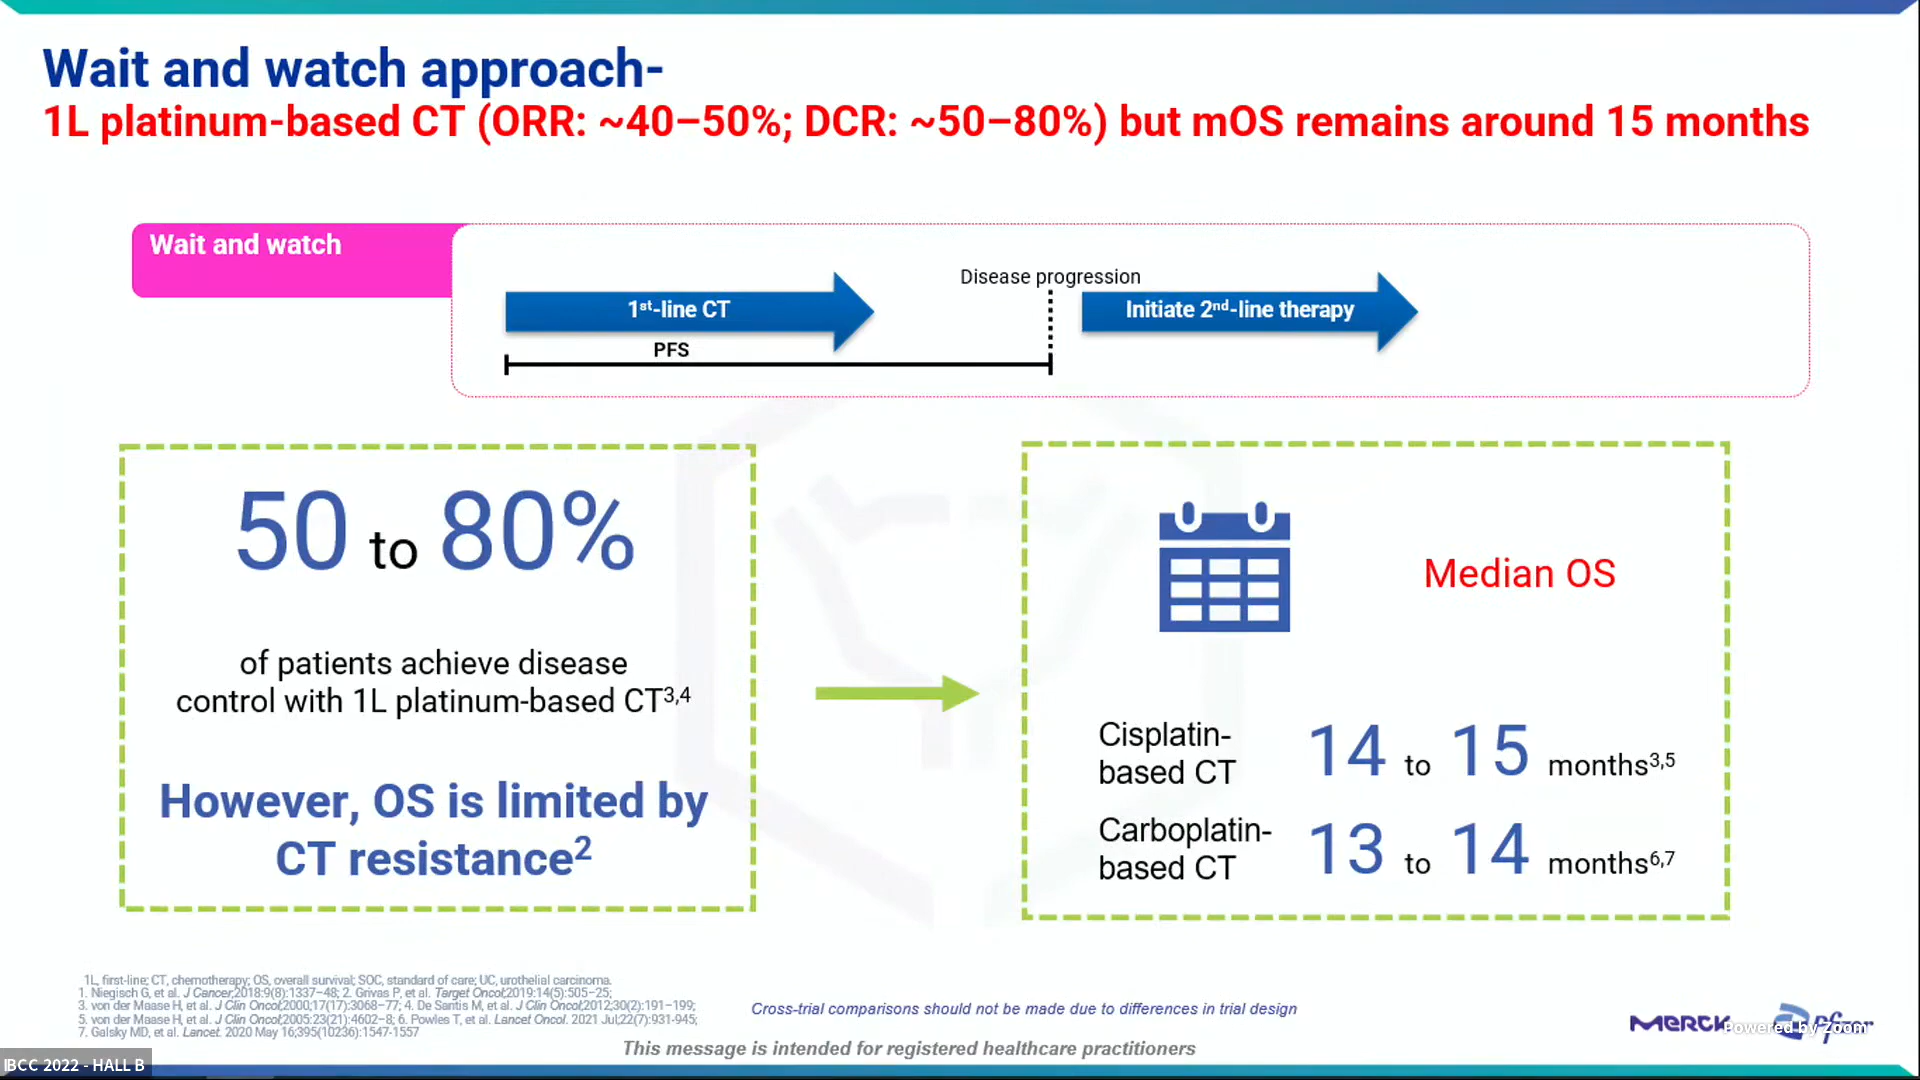 Wait and watch approach-
1L platinum-based CT (ORR: ~40–50%; DCR: ~50–80%) but mOS remains around 15 months
Wait and watch
Disease progression
1st-line CT
Initiate 2nd-line therapy
PFS
50 to 80%
of patients achieve disease
control with 1L platinum-based CT3,4
However, OS is limited by
CT resistance2
Median OS
Cisplatin-
based CT
14 to 15 months3,5
Carboplatin-
based CT
13 to 14 months6,7
1L, first-line; CT, chemotherapy; OS, overall survival; SOC, standard of care; UC, urothelial carcinoma.
1. Niegisch G, et al. J Cancer,2018:9(8):1337–48; 2. Grivas P, et al. Target Oncol;2019:14(5):505–25;
3. von der Maase H, et al. J Clin Oncol;2000;17(17):3068–77; 4. De Santis M, et al. J Clin Oncol;2012;30(2):191–199;
5. von der Maase H, et al. J Clin Oncol;2005:23(21):4602–8; 6. Powles T, et al. Lancet Oncol. 2021 Jul;22(7):931-945;
7. Galsky MD, et al. Lancet. 2020 May 16;395(10236):1547-1557
Cross-trial comparisons should not be made due to differences in trial design
This message is intended for registered healthcare practitioners
MERCK
Pfizer
Powered by Zoom
IBCC 2022 - HALL B